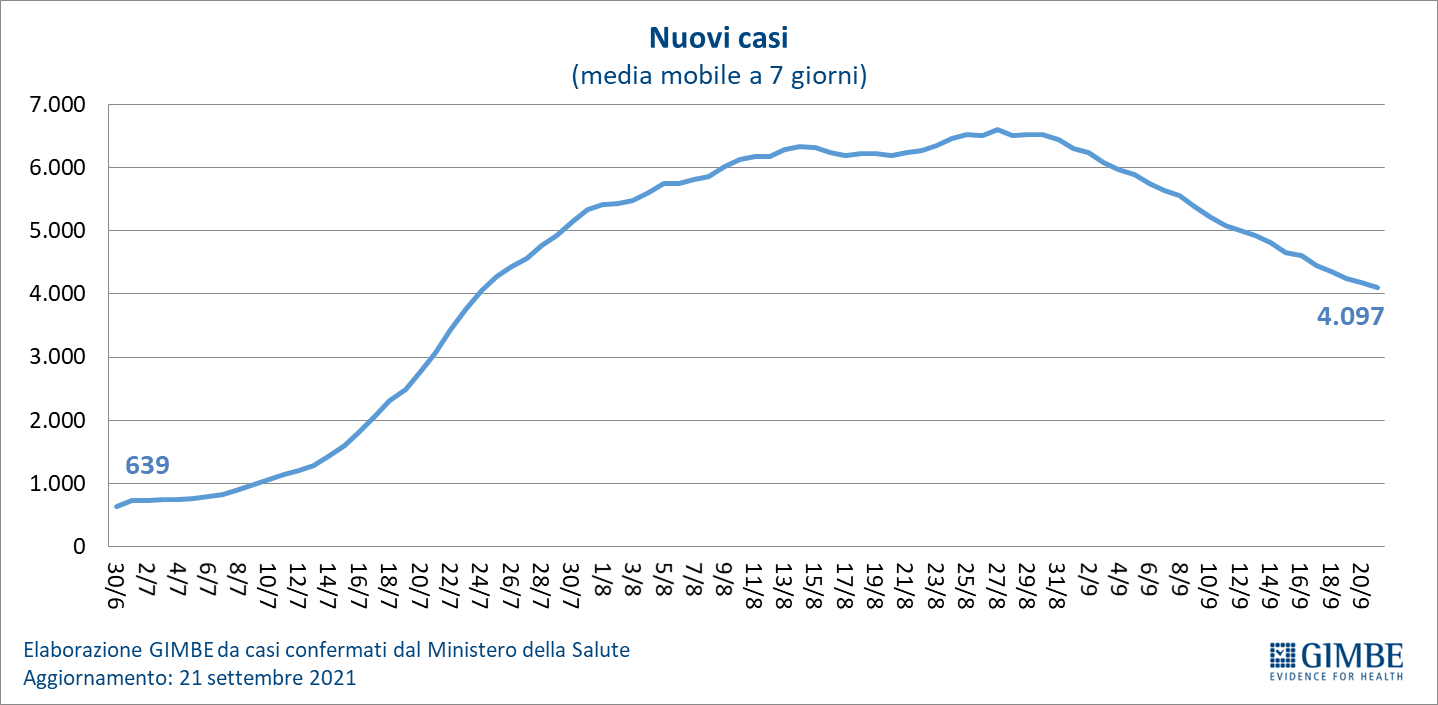 Nuovi casi
(media mobile a 7 giorni)
7.000
6.000
5.000
4.000
3.000
2.000
1.000
0
639
4.097
30/6 2/7 4/7 6/7 8/7 10/7 12/7 14/7 16/7 18/7 20/7 22/7 24/7 26/7 28/7 30/7 1/8 3/8 5/8 7/8 9/8 11/8 13/8 15/8 17/8 19/8 21/8 23/8 25/8 27/8 29/8 31/8 2/9 4/9 6/9 8/9 10/9 12/9 14/9 16/9 18/9 20/9
Elaborazione GIMBE da casi confermati dal Ministero della Salute
Aggiornamento: 21 settembre 2021
GIMBE
EVIDENCE FOR HEALTH